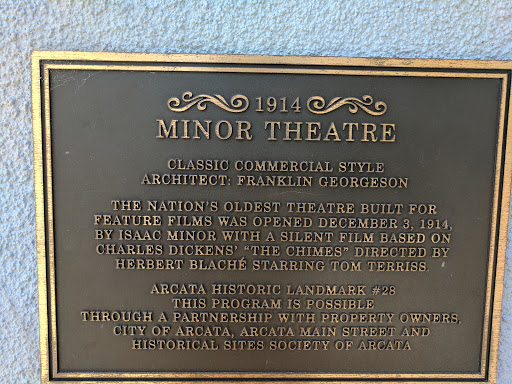 1914
MINOR THEATRE
CLASSIC COMMERCIAL STYLE
ARCHITECT: FRANKLIN GEORGESON
THE NATION'S OLDEST THEATRE BUILT FOR
FEATURE FILMS WAS OPENED DECEMBER 3, 1914,
BY ISAAC MINOR WITH A SILENT FILM BASED ON
CHARLES DICKENS' "THE CHIMES" DIRECTED BY
HERBERT BLACHÉ STARRING TOM TERRISS.
ARCATA HISTORIC LANDMARK #28
THIS PROGRAM IS POSSIBLE
THROUGH A PARTNERSHIP WITH PROPERTY OWNERS,
CITY OF ARCATA, ARCATA MAIN STREET AND
HISTORICAL SITES SOCIETY OF ARCATA